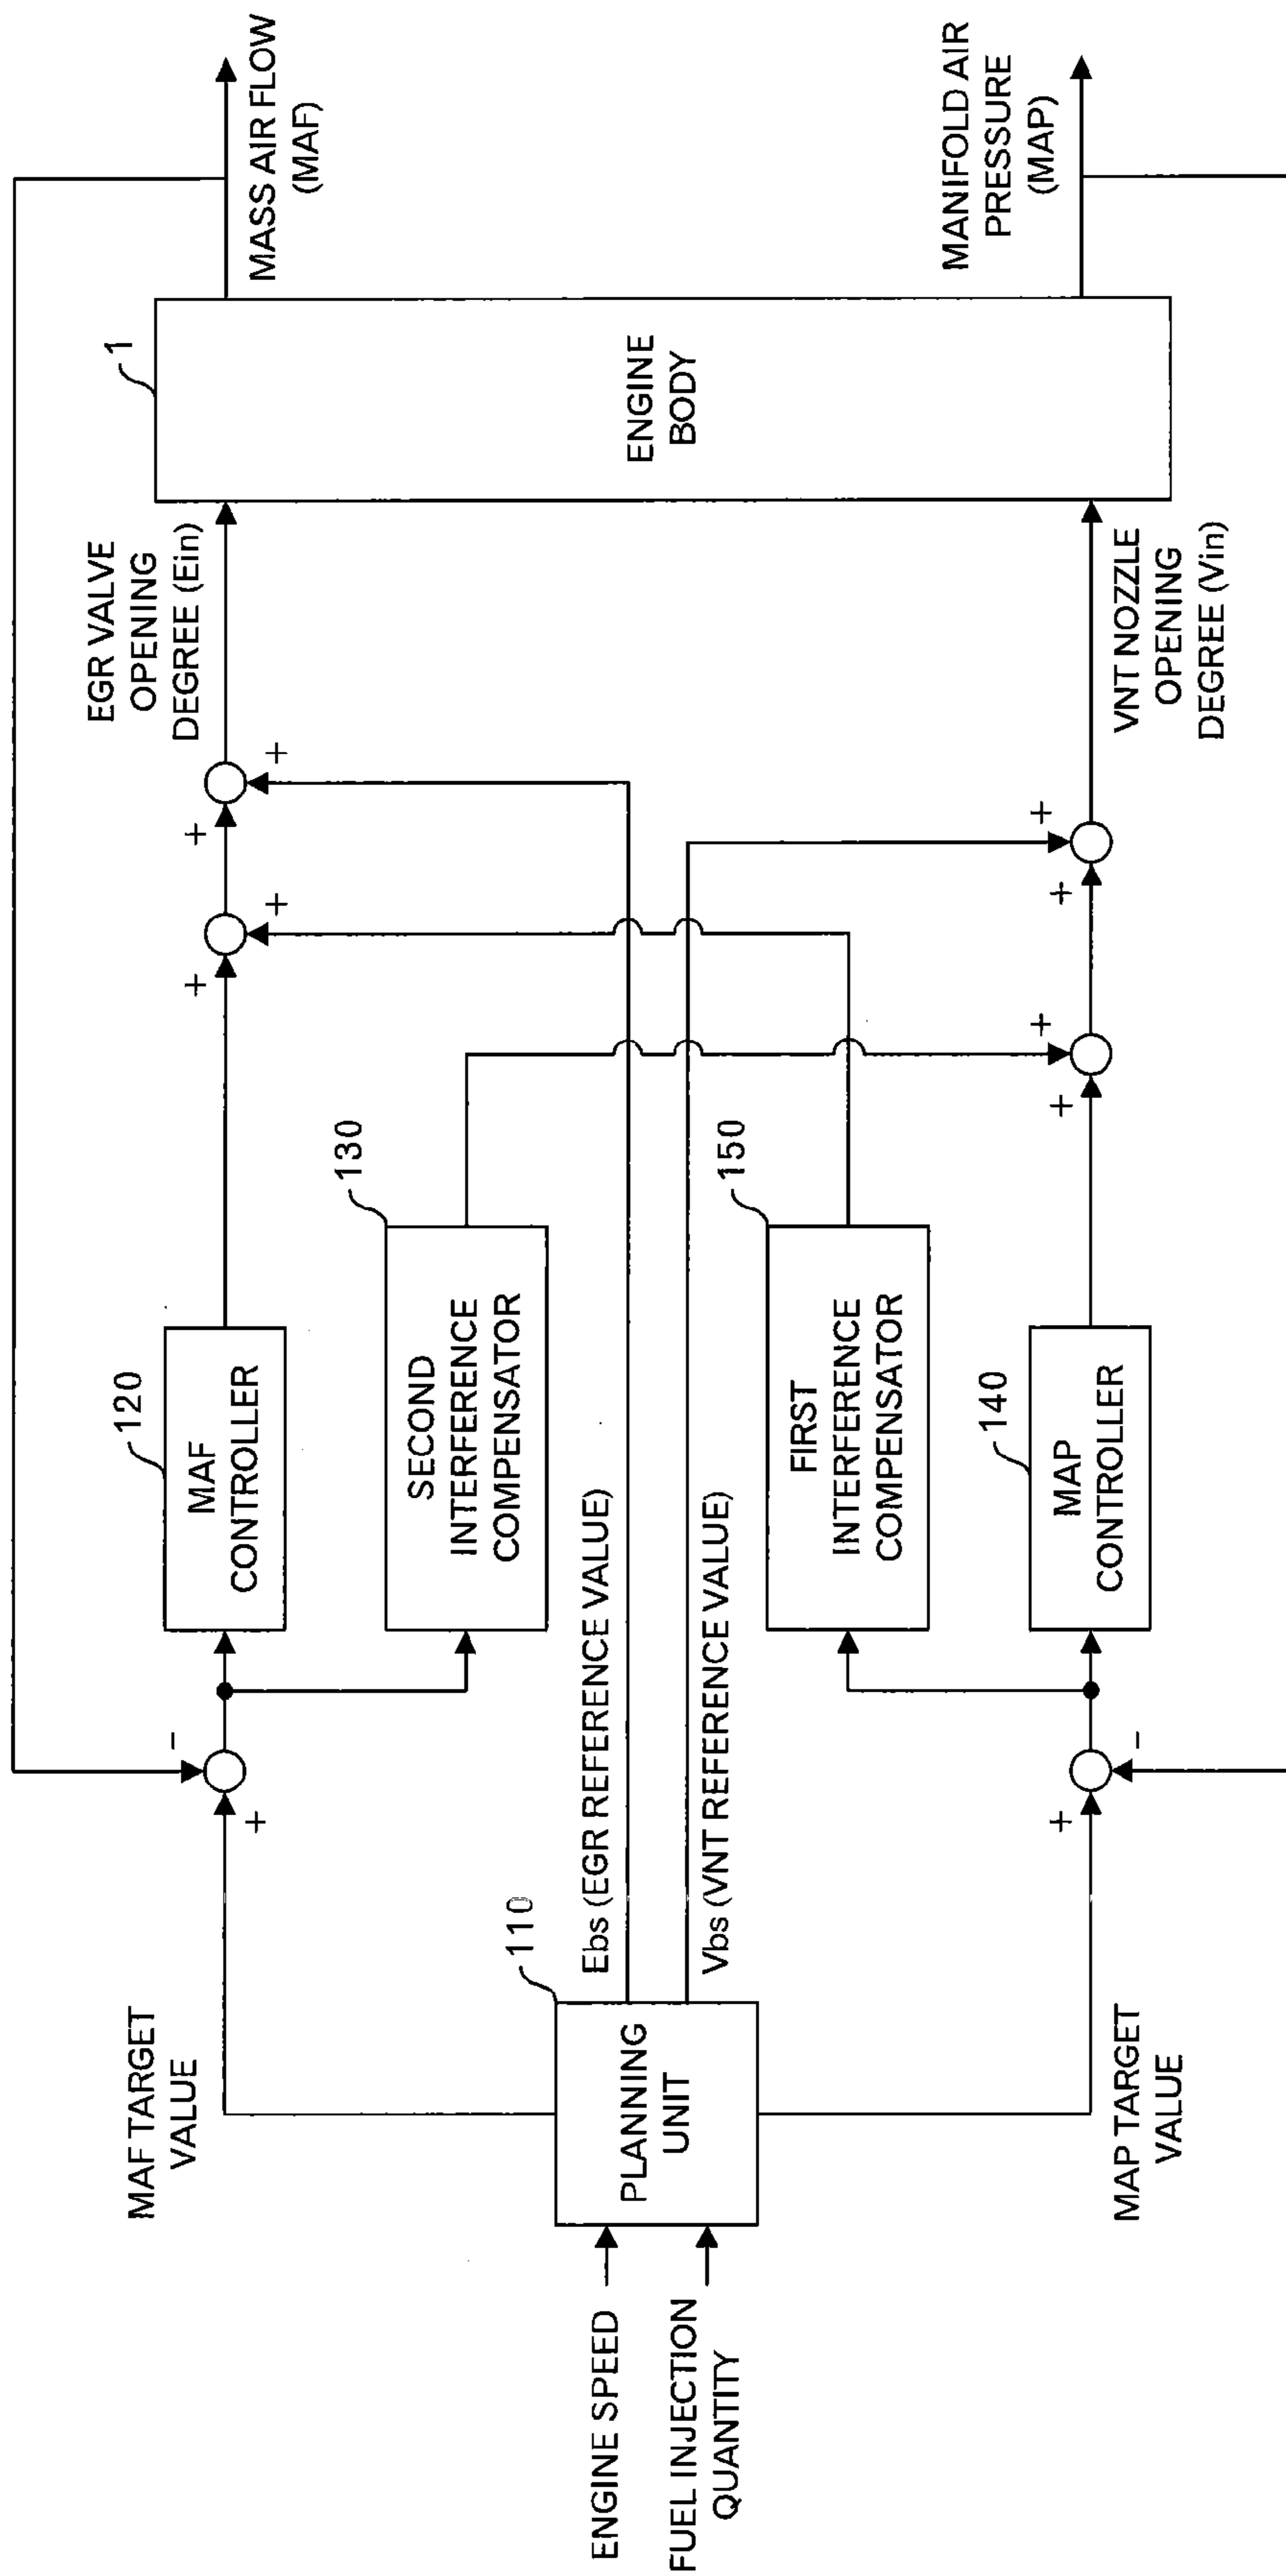 ENGINE SPEED
FUEL INJECTION
QUANTITY
110
PLANNING
UNIT
MAF TARGET
VALUE
MAP TARGET
VALUE
+
-
+
-
Ebs (EGR REFERENCE VALUE)
Vbs (VNT REFERENCE VALUE)
120
MAF
CONTROLLER
130
SECOND
INTERFERENCE
COMPENSATOR
150
FIRST
INTERFERENCE
COMPENSATOR
140
MAP
CONTROLLER
+
+
+
+
+
+
+
+
EGR VALVE
OPENING
DEGREE (Ein)
VNT NOZZLE
OPENING
DEGREE (Vin)
1
ENGINE
BODY
MASS AIR FLOW
(MAF)
MANIFOLD AIR
PRESSURE
(MAP)